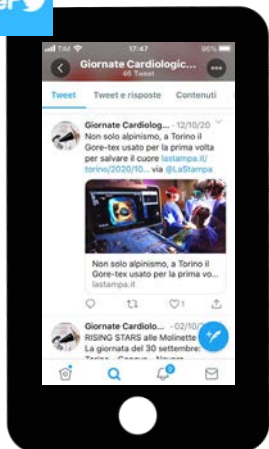 er
TIM 17:47 96%
Giornate Cardiologic...
46 Tweet
Tweet Tweet e risposte Contenuti
Giornate Cardiolog... · 12/10/20
Non solo alpinismo, a Torino il
Gore-tex usato per la prima volta
per salvare il cuore lastampa.it/
torino/2020/10... via @LaStampa
Non solo alpinismo, a Torino il
Gore-tex usato per la prima vo...
lastampa.it
1
Giornate Cardiolo... · 02/10/
RISING STARS alle Molinette
La giornata del 30 settembre:
Torino - Genova - Novara